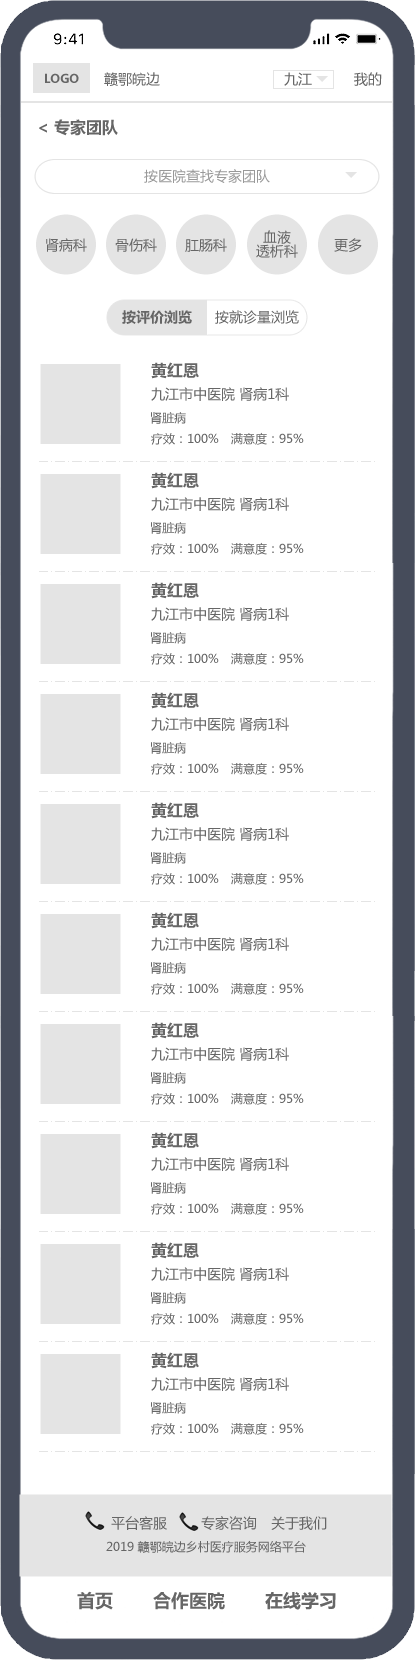 9:41
LOGO 赣鄂皖边 九江 我的
< 专家团队
按医院查找专家团队
肾病科 骨伤科 肛肠科 血液透析科 更多
按评价浏览 按就诊量浏览
黄红恩
九江市中医院 肾病1科
肾脏病
疗效：100% 满意度：95%
黄红恩
九江市中医院 肾病1科
肾脏病
疗效：100% 满意度：95%
黄红恩
九江市中医院 肾病1科
肾脏病
疗效：100% 满意度：95%
黄红恩
九江市中医院 肾病1科
肾脏病
疗效：100% 满意度：95%
黄红恩
九江市中医院 肾病1科
肾脏病
疗效：100% 满意度：95%
黄红恩
九江市中医院 肾病1科
肾脏病
疗效：100% 满意度：95%
黄红恩
九江市中医院 肾病1科
肾脏病
疗效：100% 满意度：95%
黄红恩
九江市中医院 肾病1科
肾脏病
疗效：100% 满意度：95%
黄红恩
九江市中医院 肾病1科
肾脏病
疗效：100% 满意度：95%
黄红恩
九江市中医院 肾病1科
肾脏病
疗效：100% 满意度：95%
平台客服 专家咨询 关于我们
2019 赣鄂皖边乡村医疗服务网络平台
首页 合作医院 在线学习